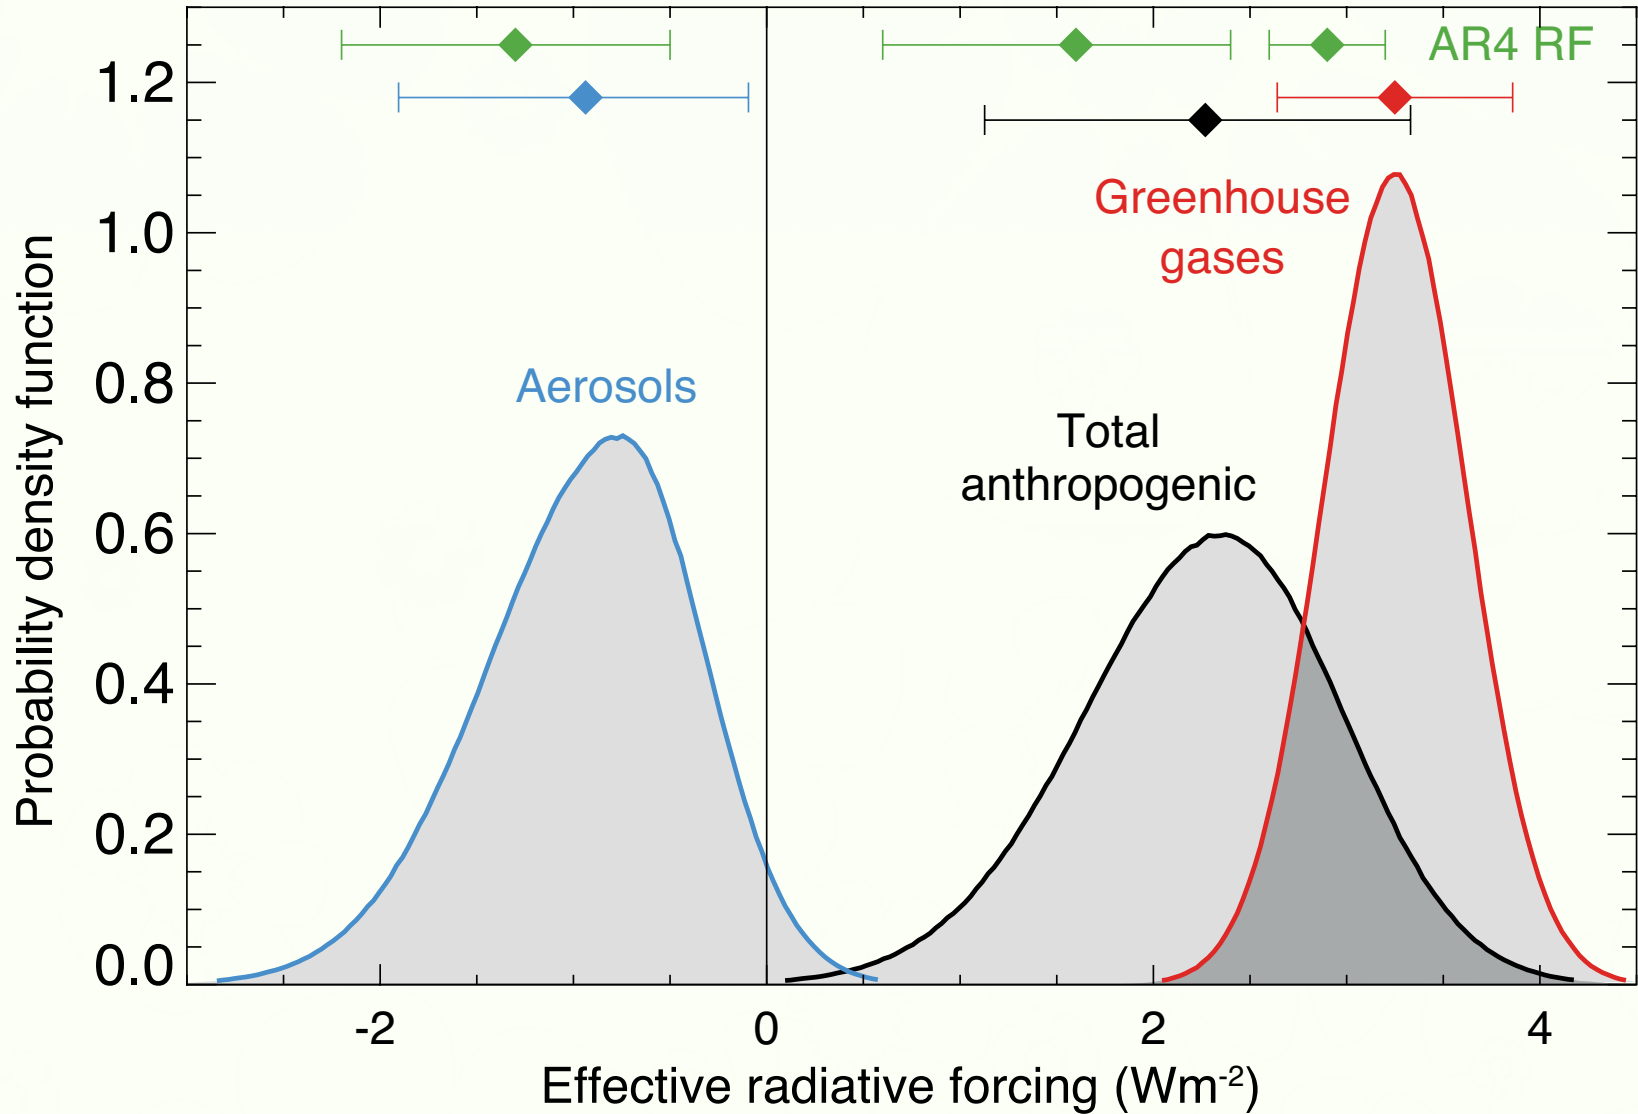 AR4 RF
1.2
Greenhouse
gases
1.0
Aerosols
0.8
Total
anthropogenic
0.6
0.4
0.2
0.0
Probability density function
-2 0 2 4
Effective radiative forcing (Wm-2)